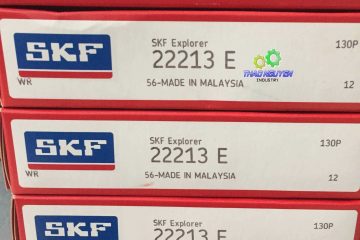 SKF
WR
SKF Explorer
22213 E
56-MADE IN MALAYSIA
130P
12
THAO NGUYEN
INDUSTRY
SKF
WR
SKF Explorer
22213 E
56-MADE IN MALAYSIA
130P
12
SKF
SKF Explorer
22213 E
130P